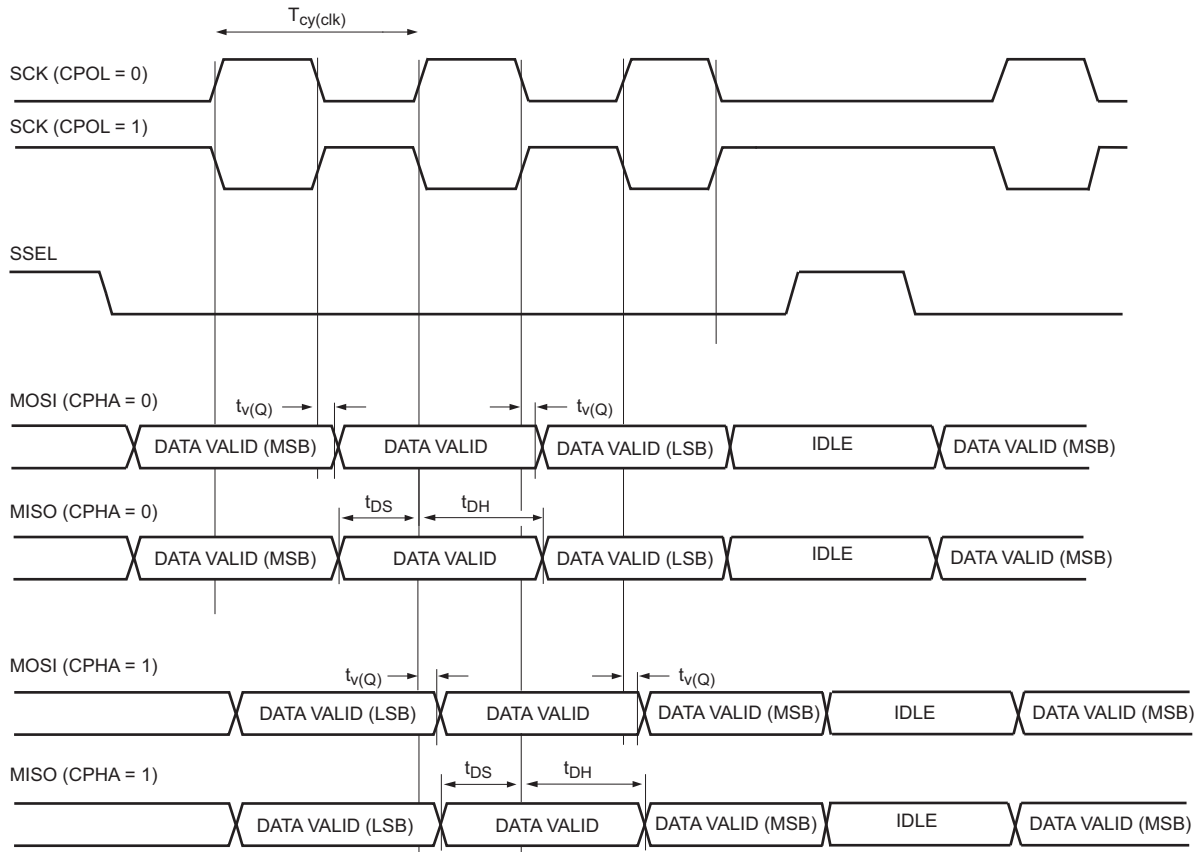 Tcy(clk)
SCK (CPOL = 0)
SCK (CPOL = 1)
SSEL
MOSI (CPHA = 0)
tv(Q) tv(Q)
DATA VALID (MSB) DATA VALID DATA VALID (LSB) IDLE DATA VALID (MSB)
MISO (CPHA = 0)
tDS tDH
DATA VALID (MSB) DATA VALID DATA VALID (LSB) IDLE DATA VALID (MSB)
MOSI (CPHA = 1)
tv(Q) tv(Q)
DATA VALID (LSB) DATA VALID DATA VALID (MSB) IDLE DATA VALID (MSB)
MISO (CPHA = 1)
tDS tDH
DATA VALID (LSB) DATA VALID DATA VALID (MSB) IDLE DATA VALID (MSB)